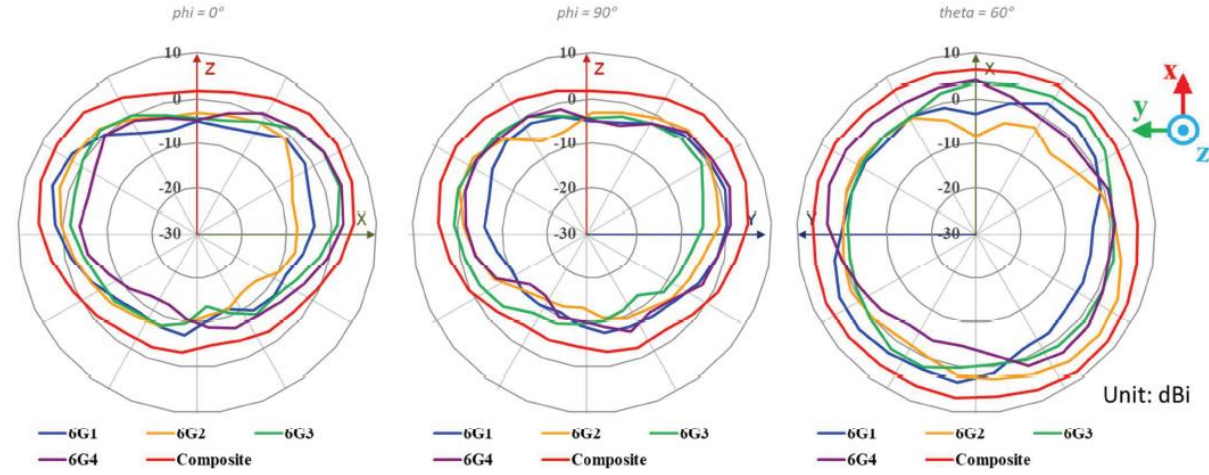 phi = 0°
phi = 90°
theta = 60°
10
Z
0
-10
-20
X
-30
10
Z
0
-10
-20
Y
-30
10
X
0
-10
-20
Y
-30
x
y
z
Unit: dBi
6G1 6G2 6G3
6G4 Composite
6G1 6G2 6G3
6G4 Composite
6G1 6G2 6G3
6G4 Composite